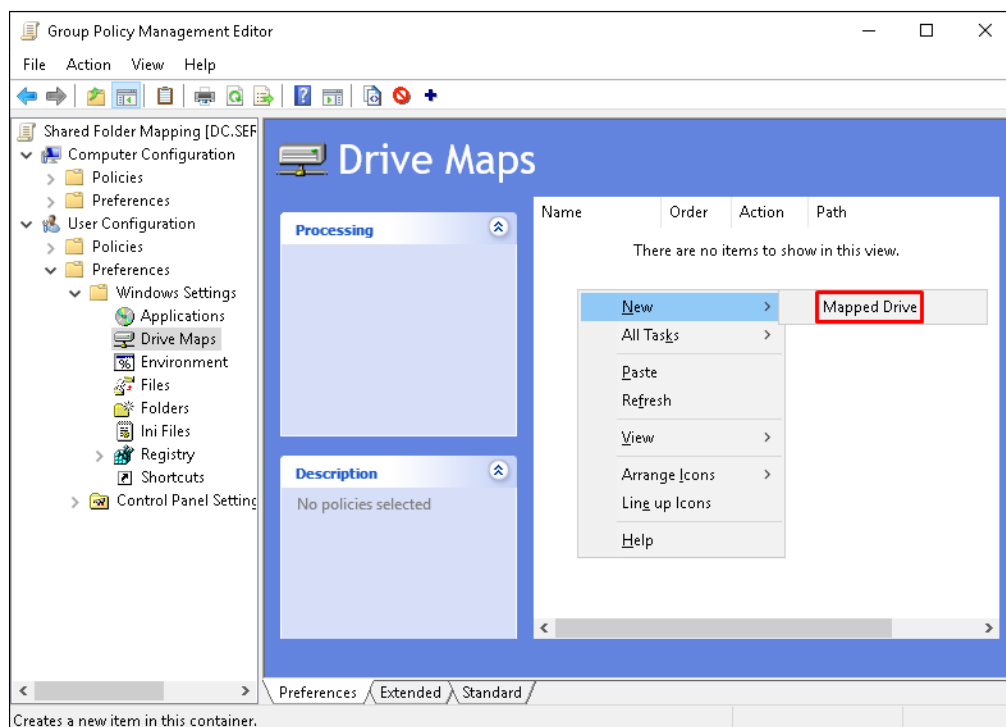 Group Policy Management Editor
File Action View Help
Shared Folder Mapping [DC.SER
Computer Configuration
Policies
Preferences
User Configuration
Policies
Preferences
Windows Settings
Applications
Drive Maps
Environment
Files
Folders
Ini Files
Registry
Shortcuts
Control Panel Setting
Drive Maps
Processing
Description
No policies selected
Name Order Action Path
There are no items to show in this view.
New
Mapped Drive
All Tasks
Paste
Refresh
View
Arrange Icons
Line up Icons
Help
Preferences Extended Standard
Creates a new item in this container.